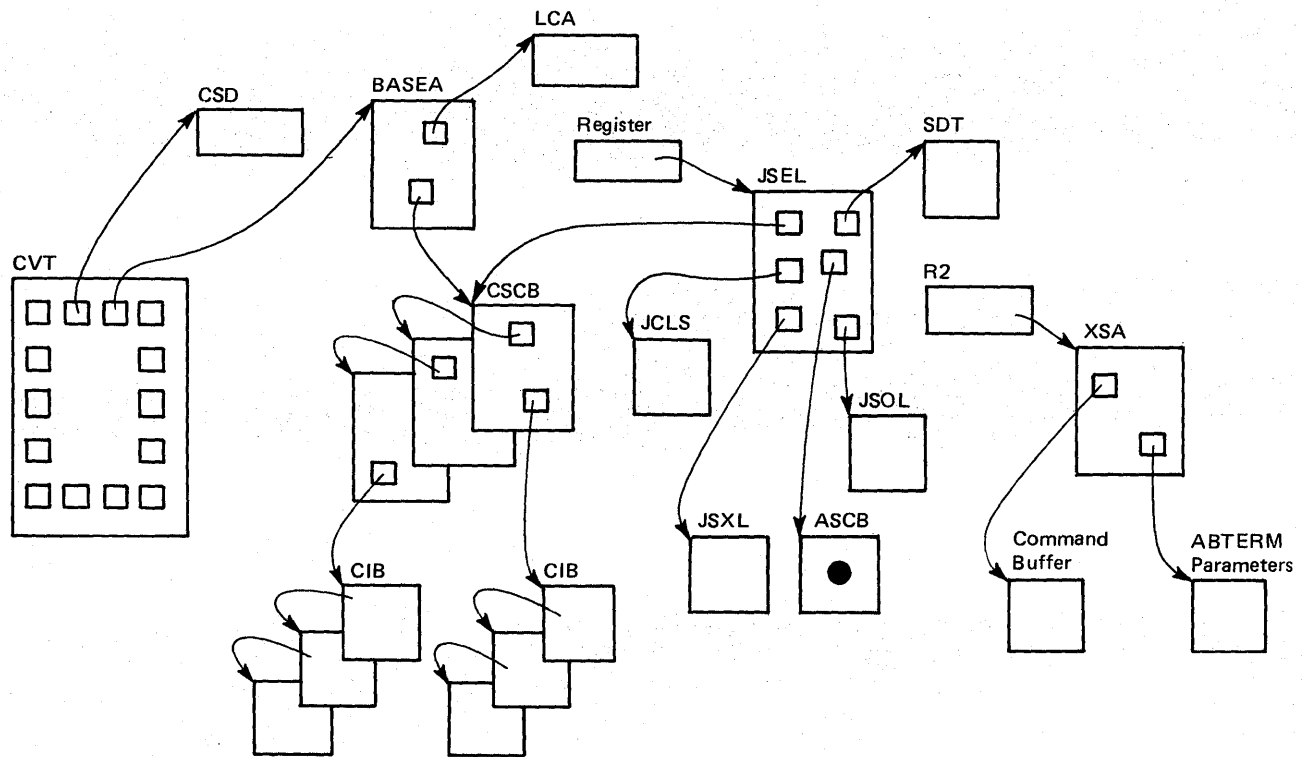 LCA
BASEA
CSD
Register
SDT
JSEL
CVT
CSCB
JCLS
R2
XSA
JSOL
JSXL
ASCB
Command
Buffer
ABTERM
Parameters
CIB
CIB